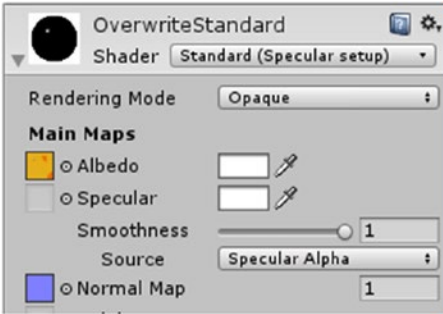 OverwriteStandard
Shader Standard (Specular setup)
Rendering Mode Opaque
Main Maps
Albedo
Specular
Smoothness 1
Source Specular Alpha
Normal Map 1